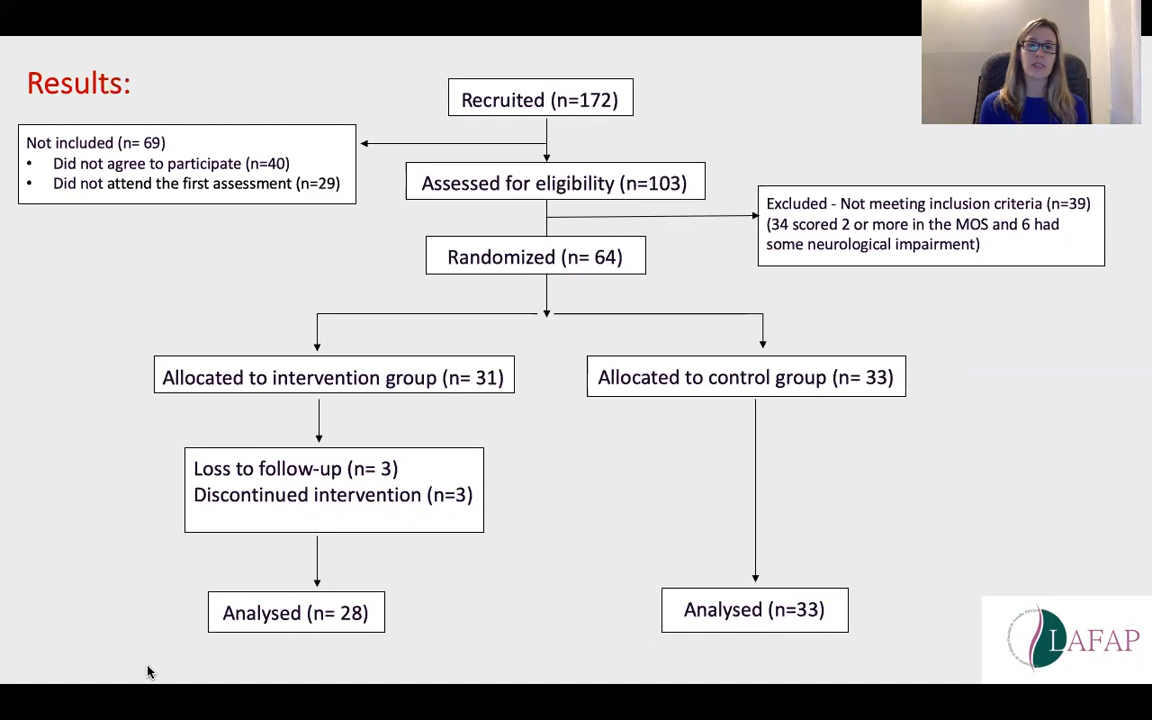 Results:
Recruited (n=172)
Not included (n= 69)
• Did not agree to participate (n=40)
• Did not attend the first assessment (n=29)
Assessed for eligibility (n=103)
Excluded - Not meeting inclusion criteria (n=39)
(34 scored 2 or more in the MOS and 6 had
some neurological impairment)
Randomized (n= 64)
Allocated to intervention group (n= 31)
Allocated to control group (n= 33)
Loss to follow-up (n= 3)
Discontinued intervention (n=3)
Analysed (n= 28)
Analysed (n=33)
LAFAP